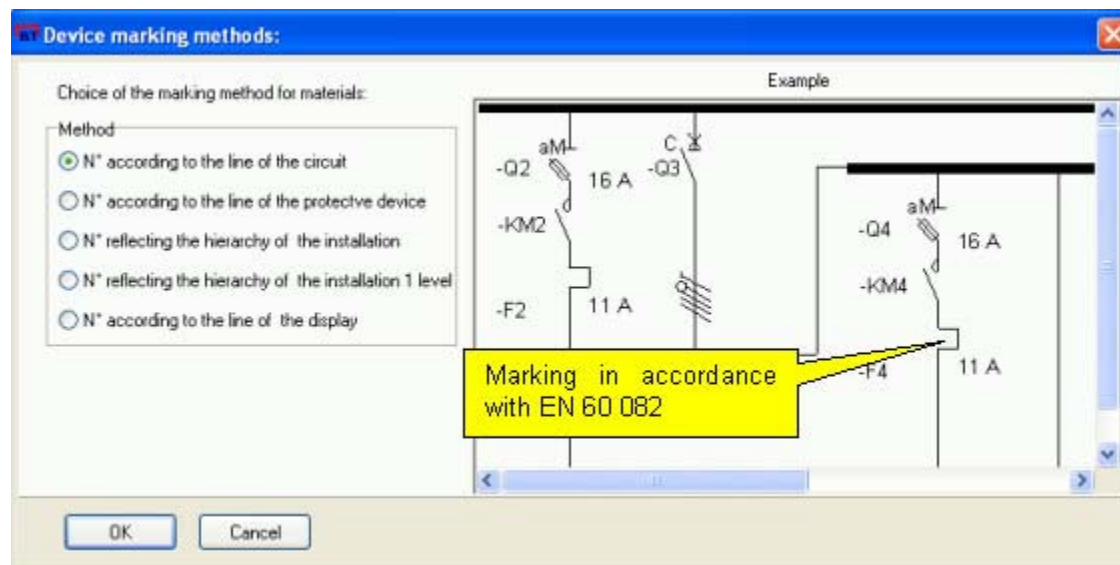 Device marking methods:
Choice of the marking method for materials:
Method
N° according to the line of the circuit
N° according to the line of the protectve device
N° reflecting the hierarchy of the installation
N° reflecting the hierarchy of the installation 1 level
N° according to the line of the display
Example
aM
-Q2
16 A
-KM2
-F2
11 A
C
-Q3
aM
-Q4
16 A
-KM4
-F4
11 A
Marking in accordance
with EN 60 082
OK
Cancel